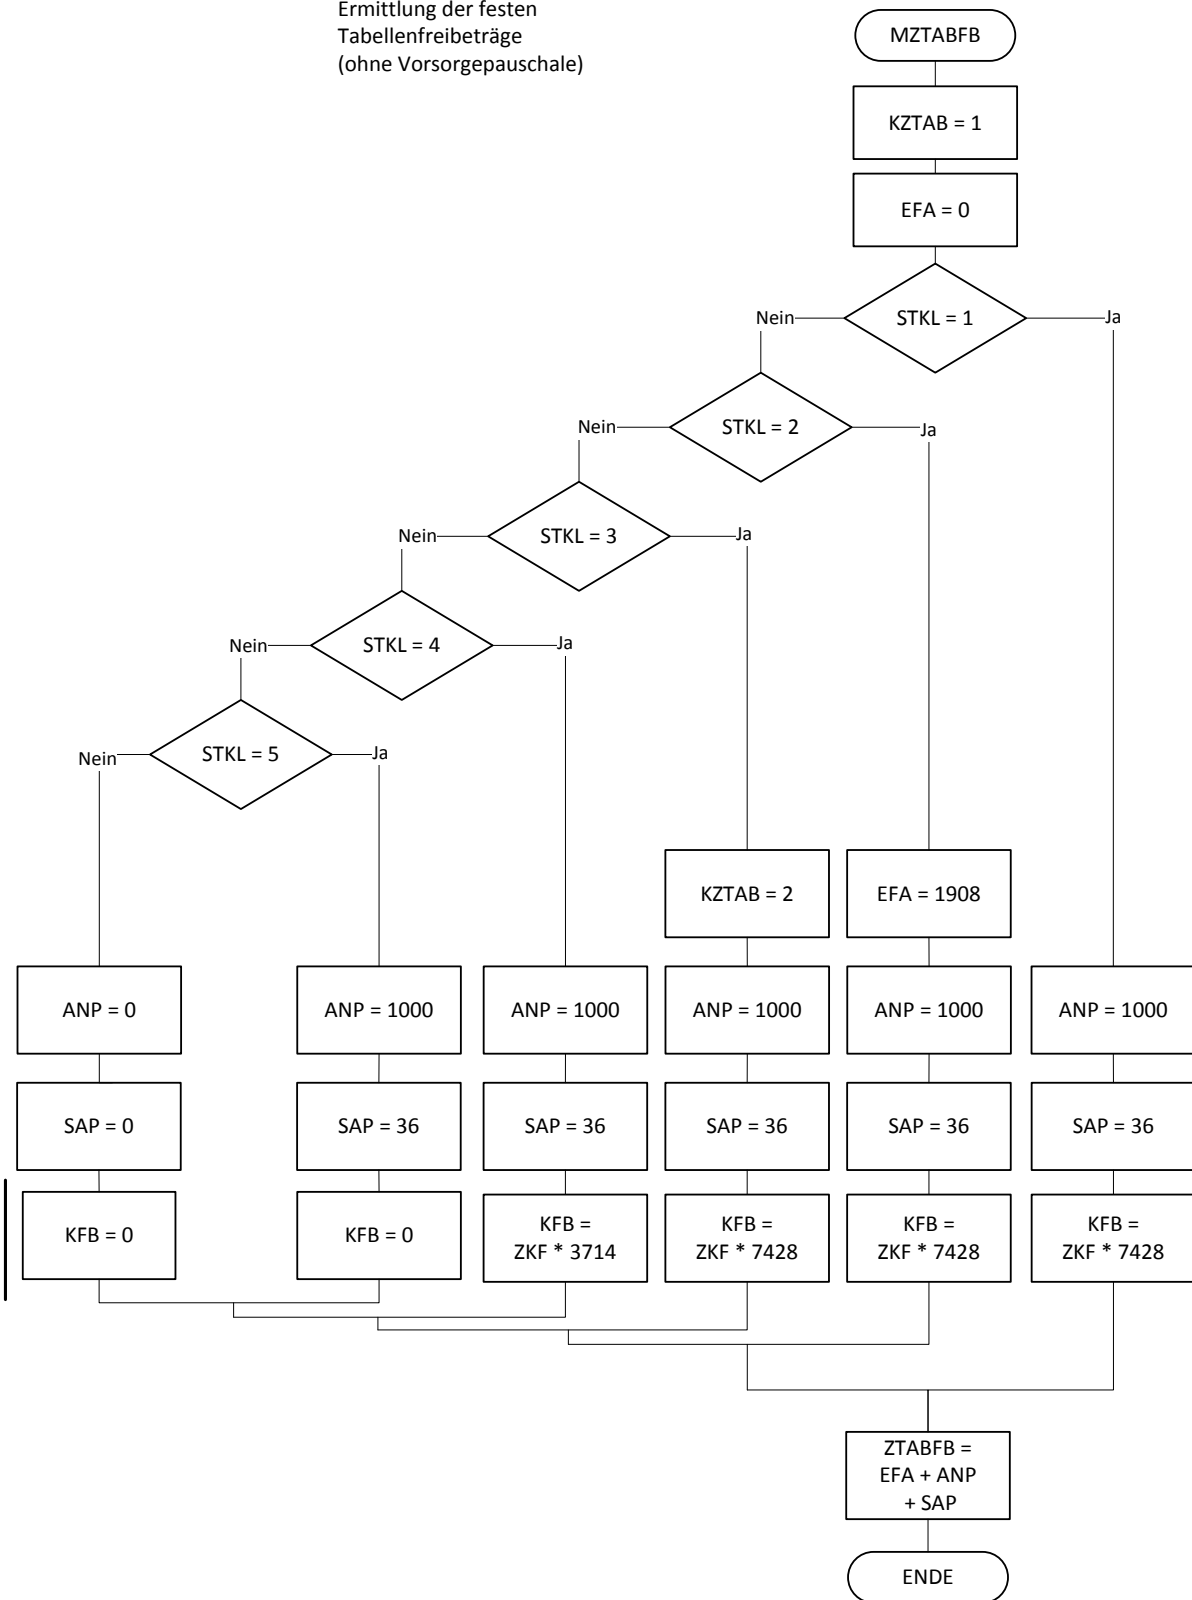 Ermittlung der festen
Tabellenfreibeträge
(ohne Vorsorgepauschale)
MZTABFB
KZTAB = 1
EFA = 0
STKL = 1
Nein
Ja
STKL = 2
Nein
Ja
STKL = 3
Nein
Ja
STKL = 4
Nein
Ja
STKL = 5
Nein
Ja
KZTAB = 2
EFA = 1908
ANP = 0
ANP = 1000
ANP = 1000
ANP = 1000
ANP = 1000
ANP = 1000
SAP = 0
SAP = 36
SAP = 36
SAP = 36
SAP = 36
SAP = 36
KFB = 0
KFB = 0
KFB =
ZKF * 3714
KFB =
ZKF * 7428
KFB =
ZKF * 7428
KFB =
ZKF * 7428
ZTABFB =
EFA + ANP
+ SAP
ENDE